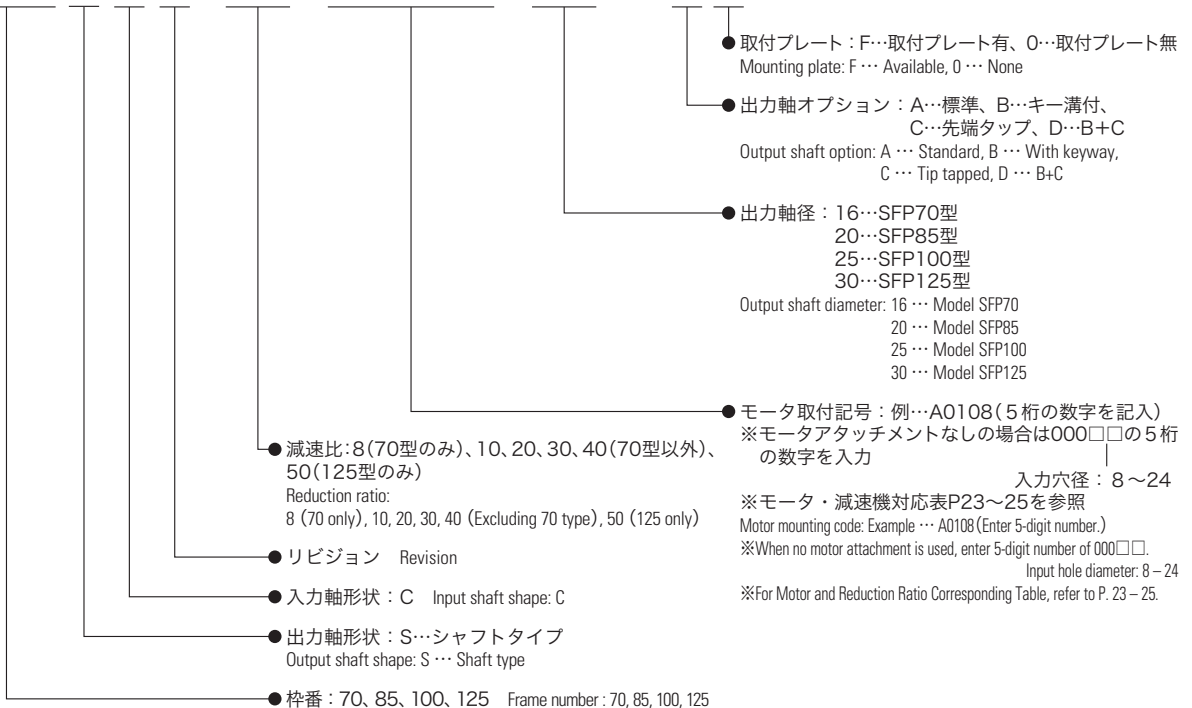 取付プレート：F…取付プレート有、0…取付プレート無
Mounting plate: F ··· Available, 0 ··· None
出力軸オプション：A…標準、B…キー溝付、
C…先端タップ、D…B＋C
Output shaft option: A ··· Standard, B ··· With keyway,
C ··· Tip tapped, D ··· B+C
出力軸径：16…SFP70型
20…SFP85型
25…SFP100型
30…SFP125型
Output shaft diameter: 16 ··· Model SFP70
20 ··· Model SFP85
25 ··· Model SFP100
30 ··· Model SFP125
モータ取付記号：例…A0108（5桁の数字を記入）
※モータアタッチメントなしの場合は000□□の5桁
の数字を入力
入力穴径：8～24
※モータ・減速機対応表P23～25を参照
Motor mounting code: Example ··· A0108（Enter 5-digit number.）
※When no motor attachment is used, enter 5-digit number of 000□□.
Input hole diameter: 8 – 24
※For Motor and Reduction Ratio Corresponding Table, refer to P. 23 – 25.
減速比：8（70型のみ）、10、20、30、40（70型以外）、
50（125型のみ）
Reduction ratio:
8（70 only）, 10, 20, 30, 40（Excluding 70 type）, 50（125 only）
リビジョン Revision
入力軸形状：C Input shaft shape: C
出力軸形状：S…シャフトタイプ
Output shaft shape: S ··· Shaft type
枠番：70、85、100、125 Frame number : 70, 85, 100, 125